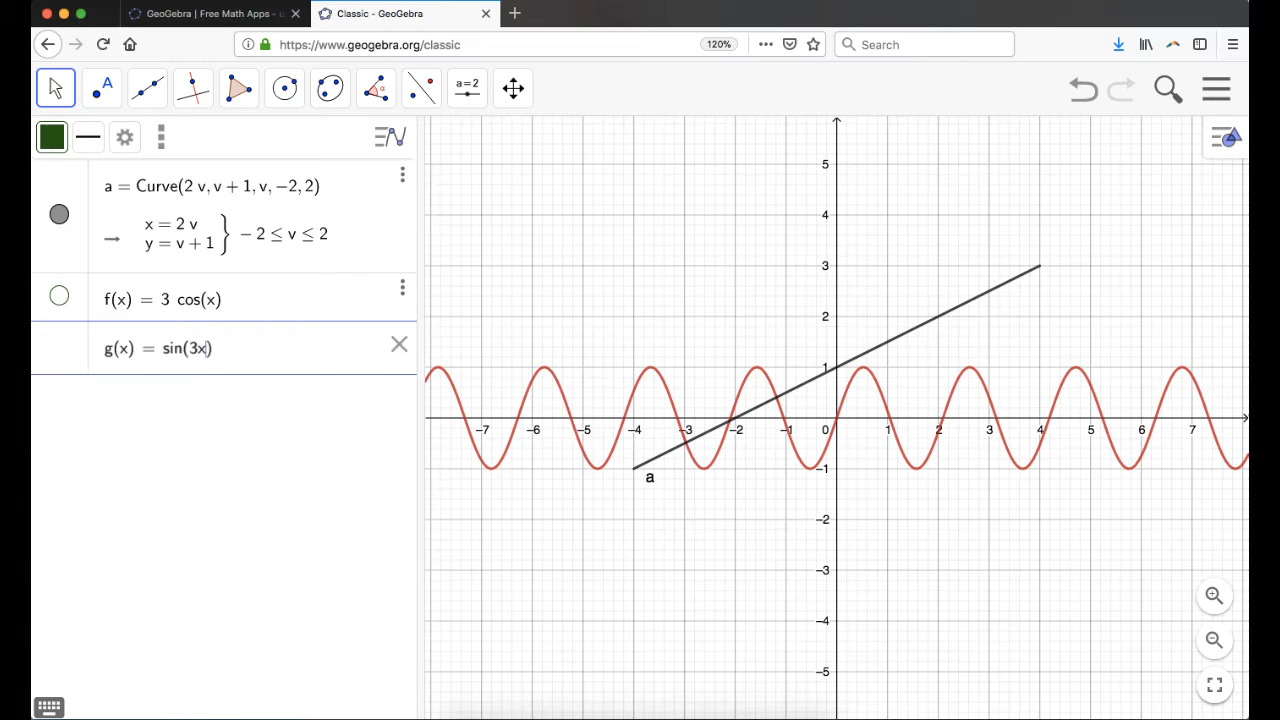 GeoGebra | Free Math Apps - u
Classic - GeoGebra
https://www.geogebra.org/classic
120%
Search
A
α
a=2
a = Curve(2 v, v + 1, v, −2, 2)
→ x = 2 v
y = v + 1 } − 2 ≤ v ≤ 2
f(x) = 3 cos(x)
g(x) = sin(3x)
5
4
3
2
1
−7 −6 −5 −4 −3 −2 −1 0 1 2 3 4 5 6 7
−1
a
−2
−3
−4
−5